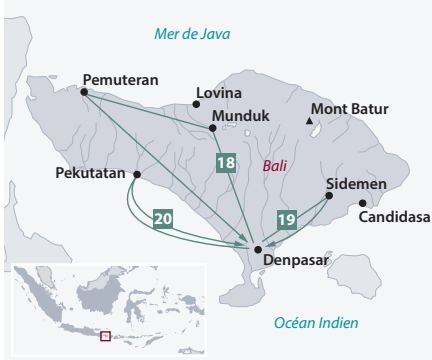 Mer de Java
Pemuteran
Lovina
Mont Batur
Munduk
18
Bali
Pekutatan
Sidemen
20
19
Candidasa
Denpasar
Océan Indien